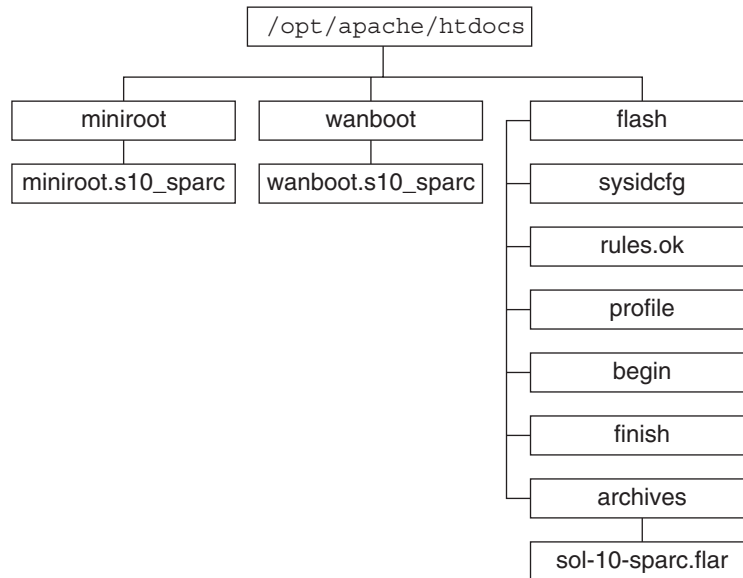 /opt/apache/htdocs
miniroot
wanboot
flash
miniroot.s10_sparc
wanboot.s10_sparc
sysidcfg
rules.ok
profile
begin
finish
archives
sol-10-sparc.flar